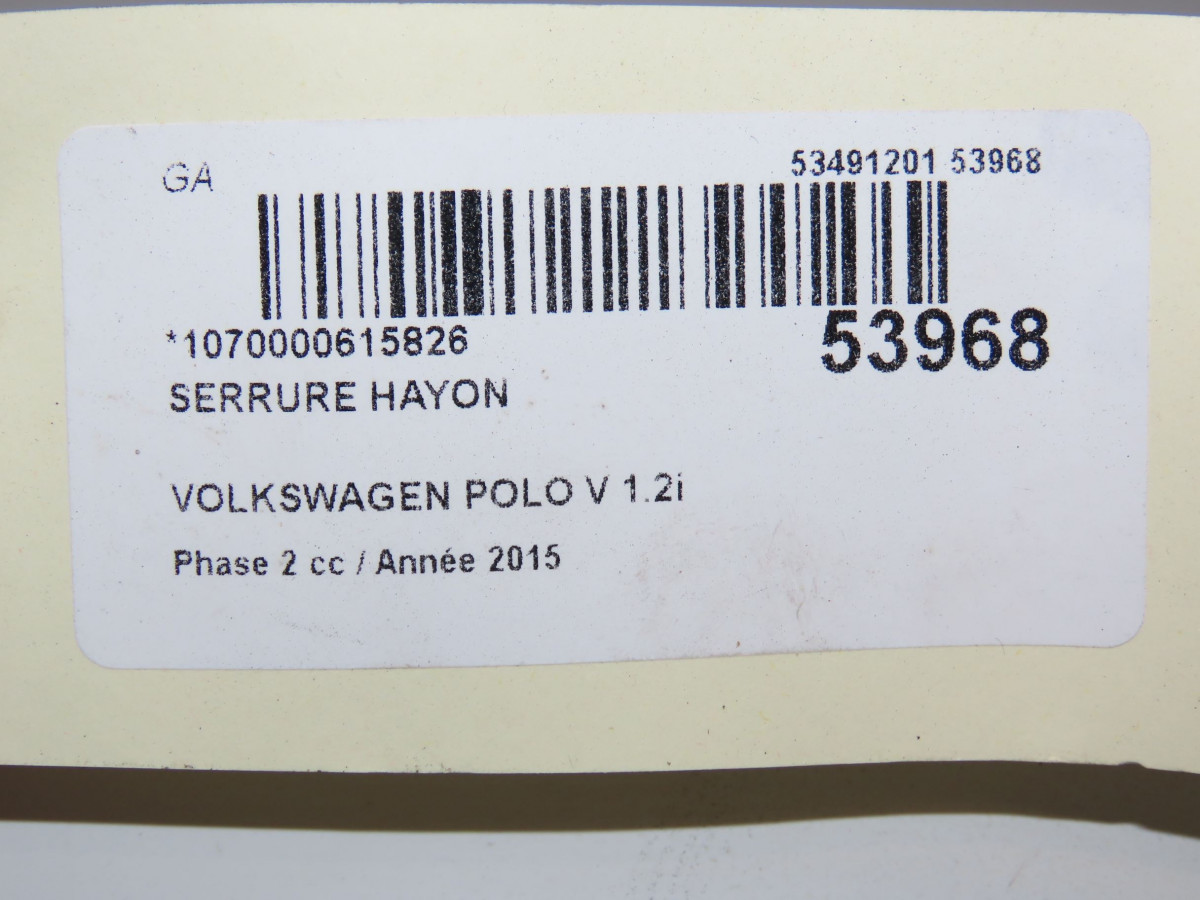 GA
53491201 53968
*1070000615826
53968
SERRURE HAYON
VOLKSWAGEN POLO V 1.2i
Phase 2 cc / Année 2015